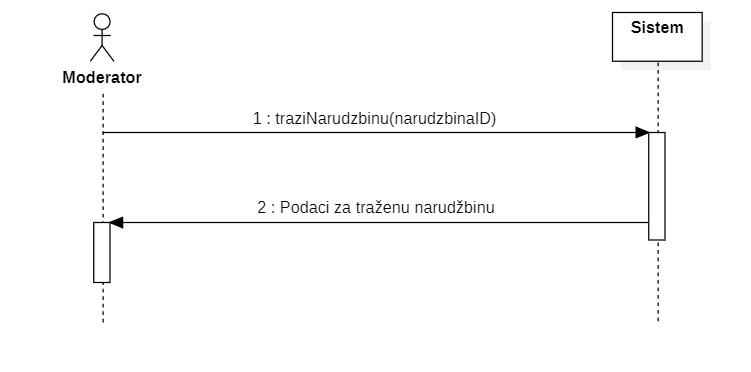 Sistem
Moderator
1 : traziNarudzbinu(narudzbinaID)
2 : Podaci za traženu narudžbinu